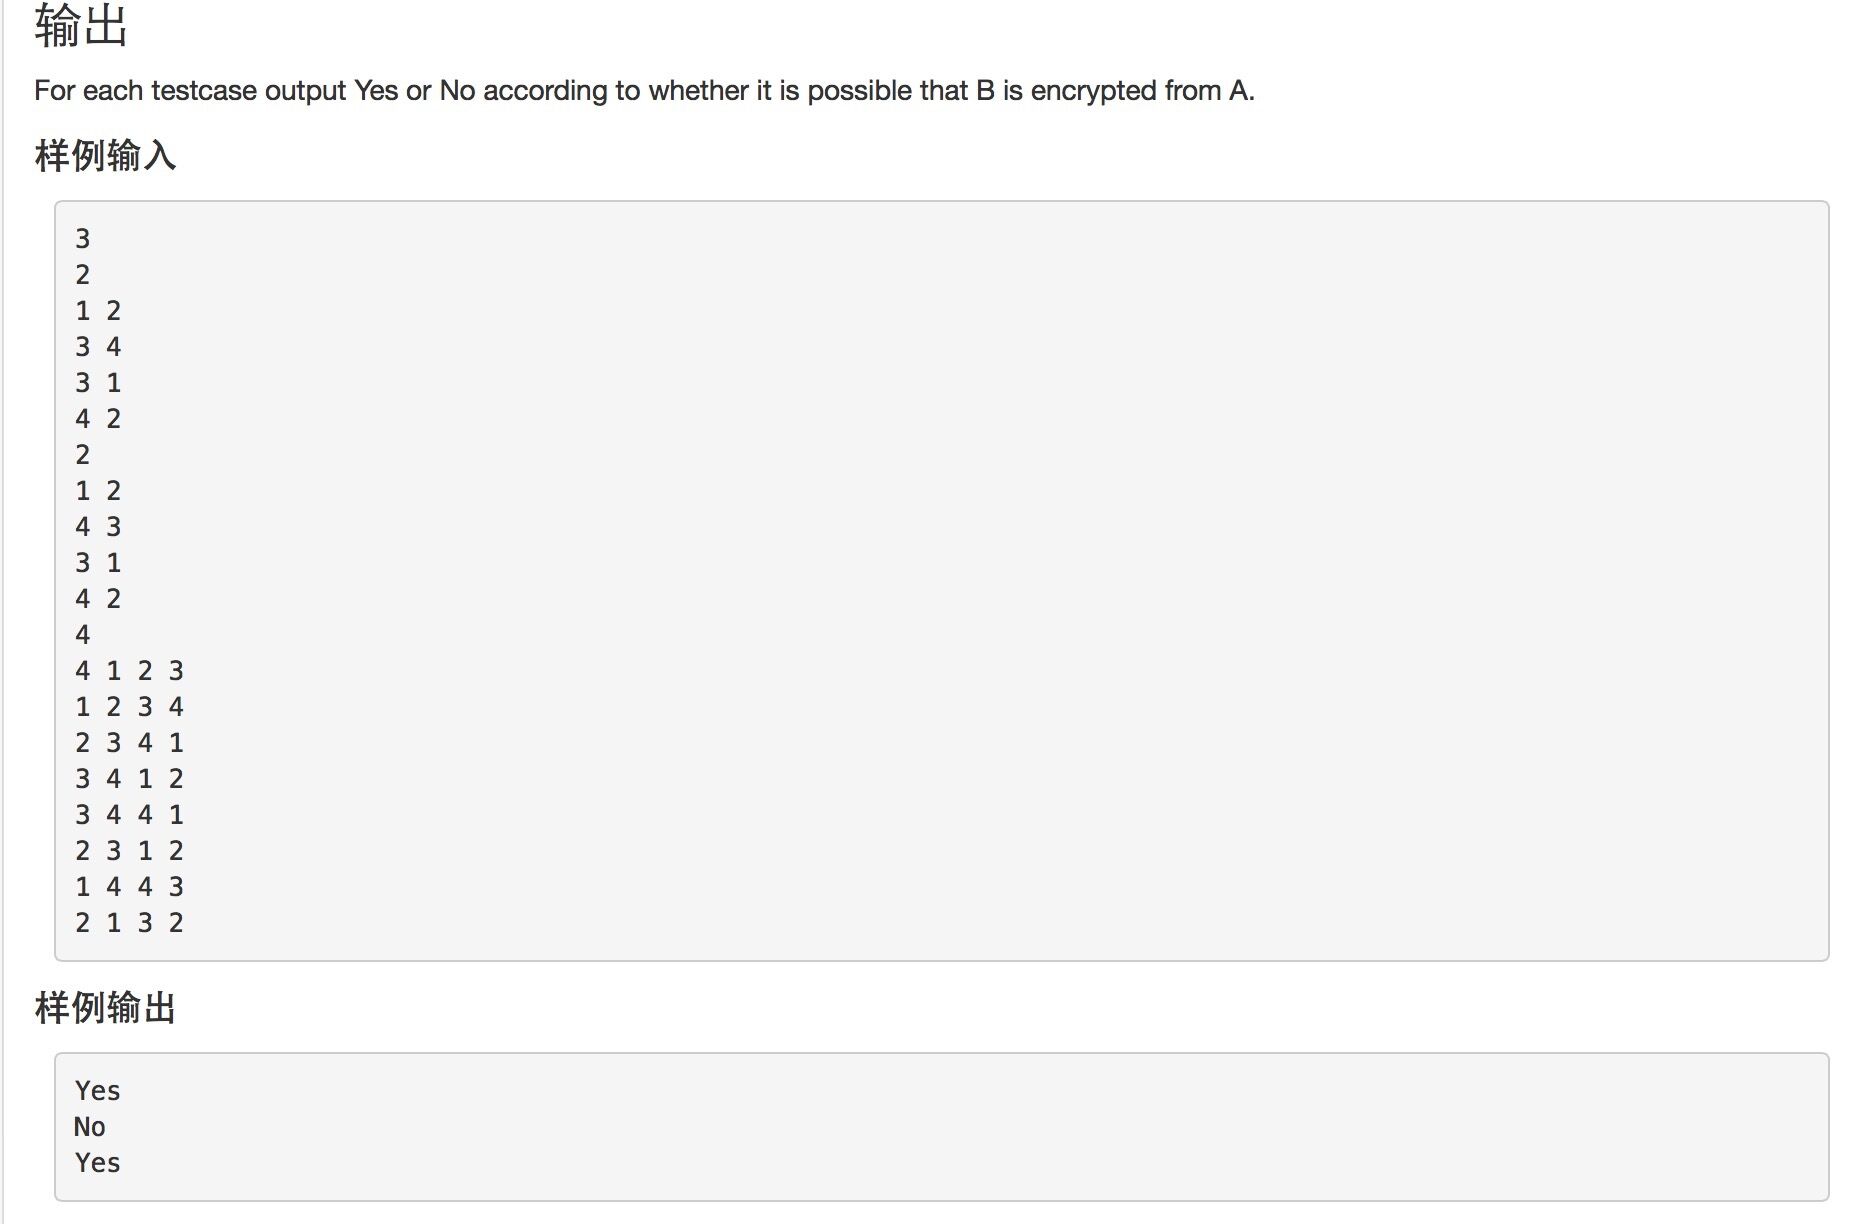 输出
For each testcase output Yes or No according to whether it is possible that B is encrypted from A.
样例输入
3
2
1 2
3 4
3 1
4 2
2
1 2
4 3
3 1
4 2
4
4 1 2 3
1 2 3 4
2 3 4 1
3 4 1 2
3 4 4 1
2 3 1 2
1 4 4 3
2 1 3 2
样例输出
Yes
No
Yes